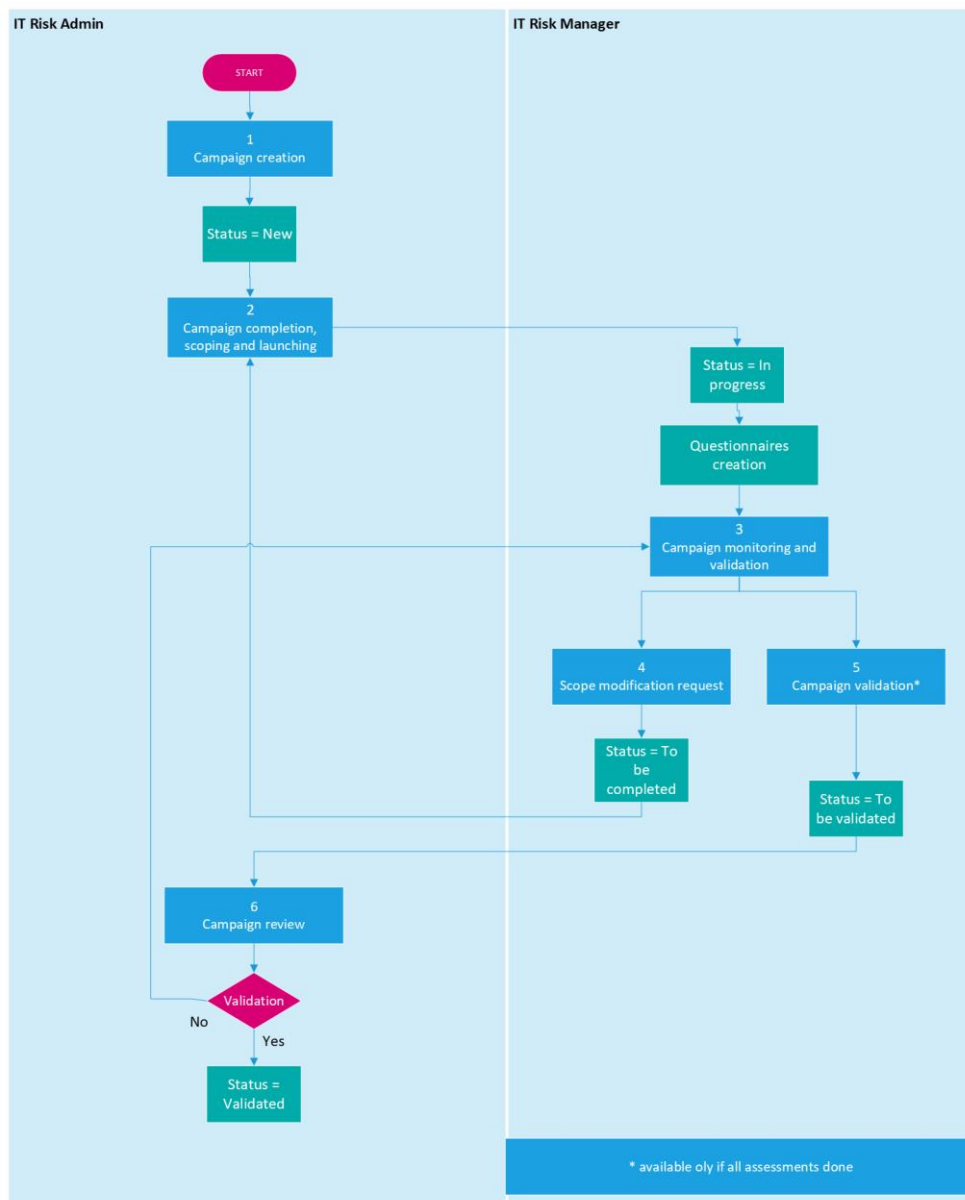 IT Risk Admin
IT Risk Manager
START
1
Campaign creation
Status = New
2
Campaign completion,
scoping and launching
Status = In
progress
Questionnaires
creation
3
Campaign monitoring and
validation
4
Scope modification request
5
Campaign validation*
Status = To
be
completed
Status = To
be validated
6
Campaign review
Validation
No
Yes
Status =
Validated
* available oly if all assessments done